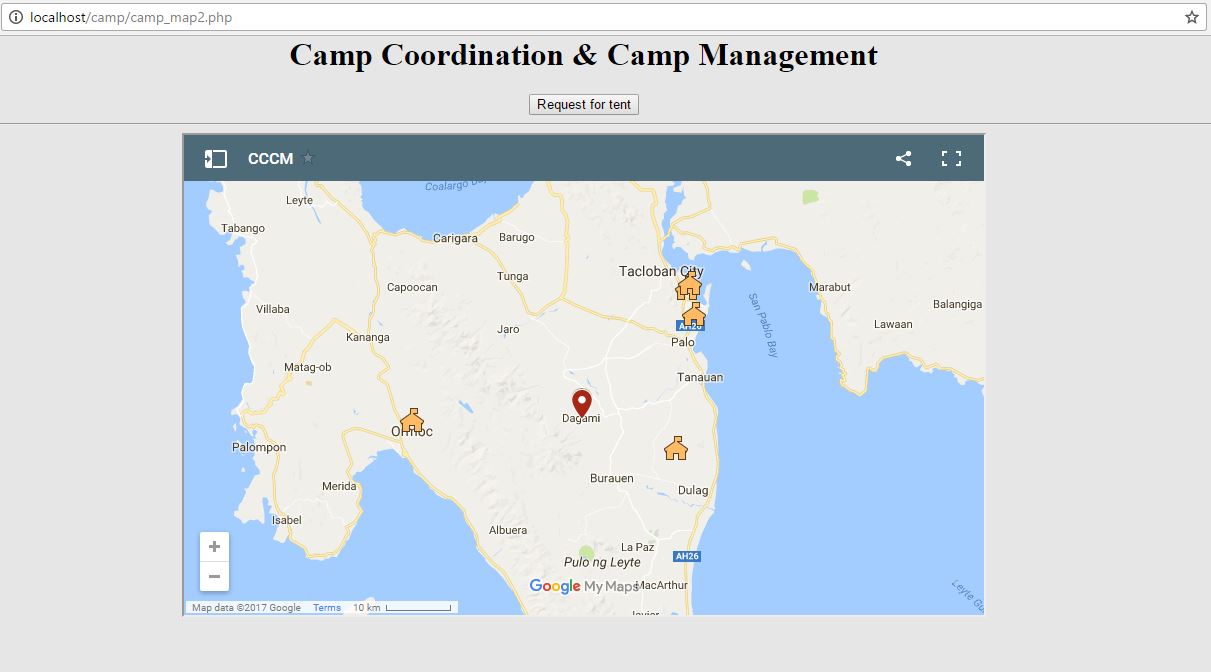 localhost/camp/camp_map2.php
Camp Coordination & Camp Management
Request for tent
CCCM
Coalargo Bay
Leyte
Tabango
Carigara
Barugo
Tacloban City
Tunga
Capoocan
Marabut
Villaba
San Pablo Bay
Balangiga
Jaro
AH26
Lawaan
Kananga
Palo
Matag-ob
Tanauan
Dagami
Ormoc
Palompon
Burauen
Merida
Dulag
Isabel
Albuera
La Paz
AH26
Pulo ng Leyte
Google My Maps
MacArthur
Javier
Leyte Gu
Map data ©2017 Google Terms 10 km